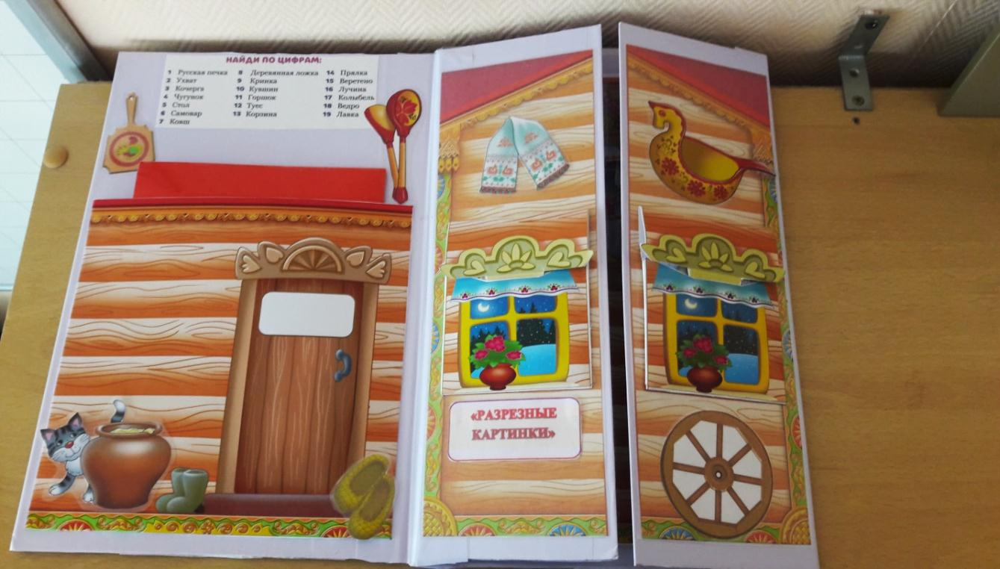 НАЙДИ ПО ЦИФРАМ:
1 Русская печка
2 Ухват
3 Кочерга
4 Чугунок
5 Стол
6 Самовар
7 Ковш
8 Деревянная ложка
9 Кринка
10 Кувшин
11 Горшок
12 Туес
13 Корзина
14 Прялка
15 Веретено
16 Лучина
17 Колыбель
18 Ведро
19 Лавка
«РАЗРЕЗНЫЕ
КАРТИНКИ»